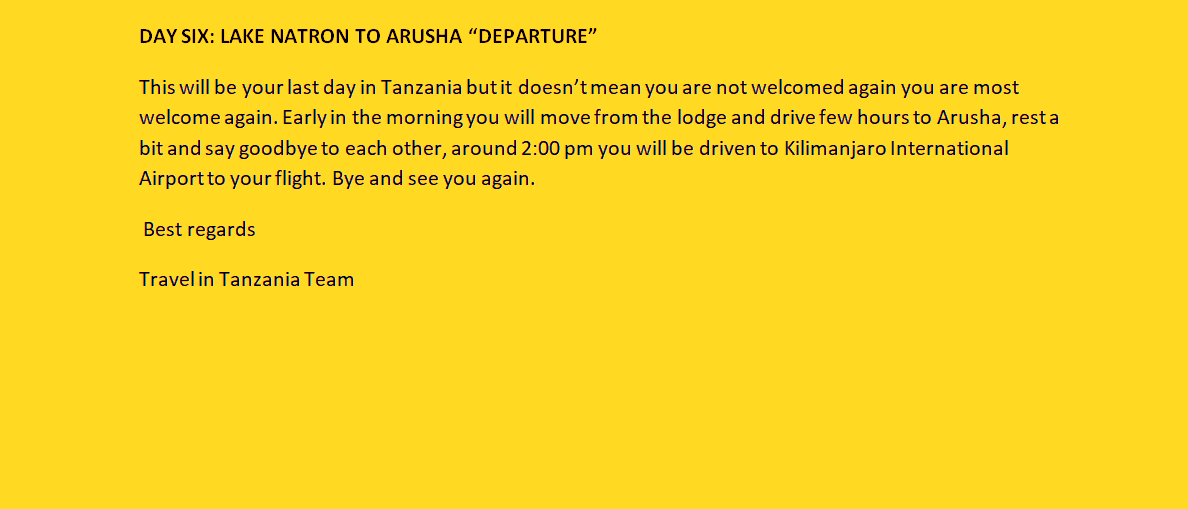 DAY SIX: LAKE NATRON TO ARUSHA “DEPARTURE”
This will be your last day in Tanzania but it doesn’t mean you are not welcomed again you are most
welcome again. Early in the morning you will move from the lodge and drive few hours to Arusha, rest a
bit and say goodbye to each other, around 2:00 pm you will be driven to Kilimanjaro International
Airport to your flight. Bye and see you again.
Best regards
Travel in Tanzania Team